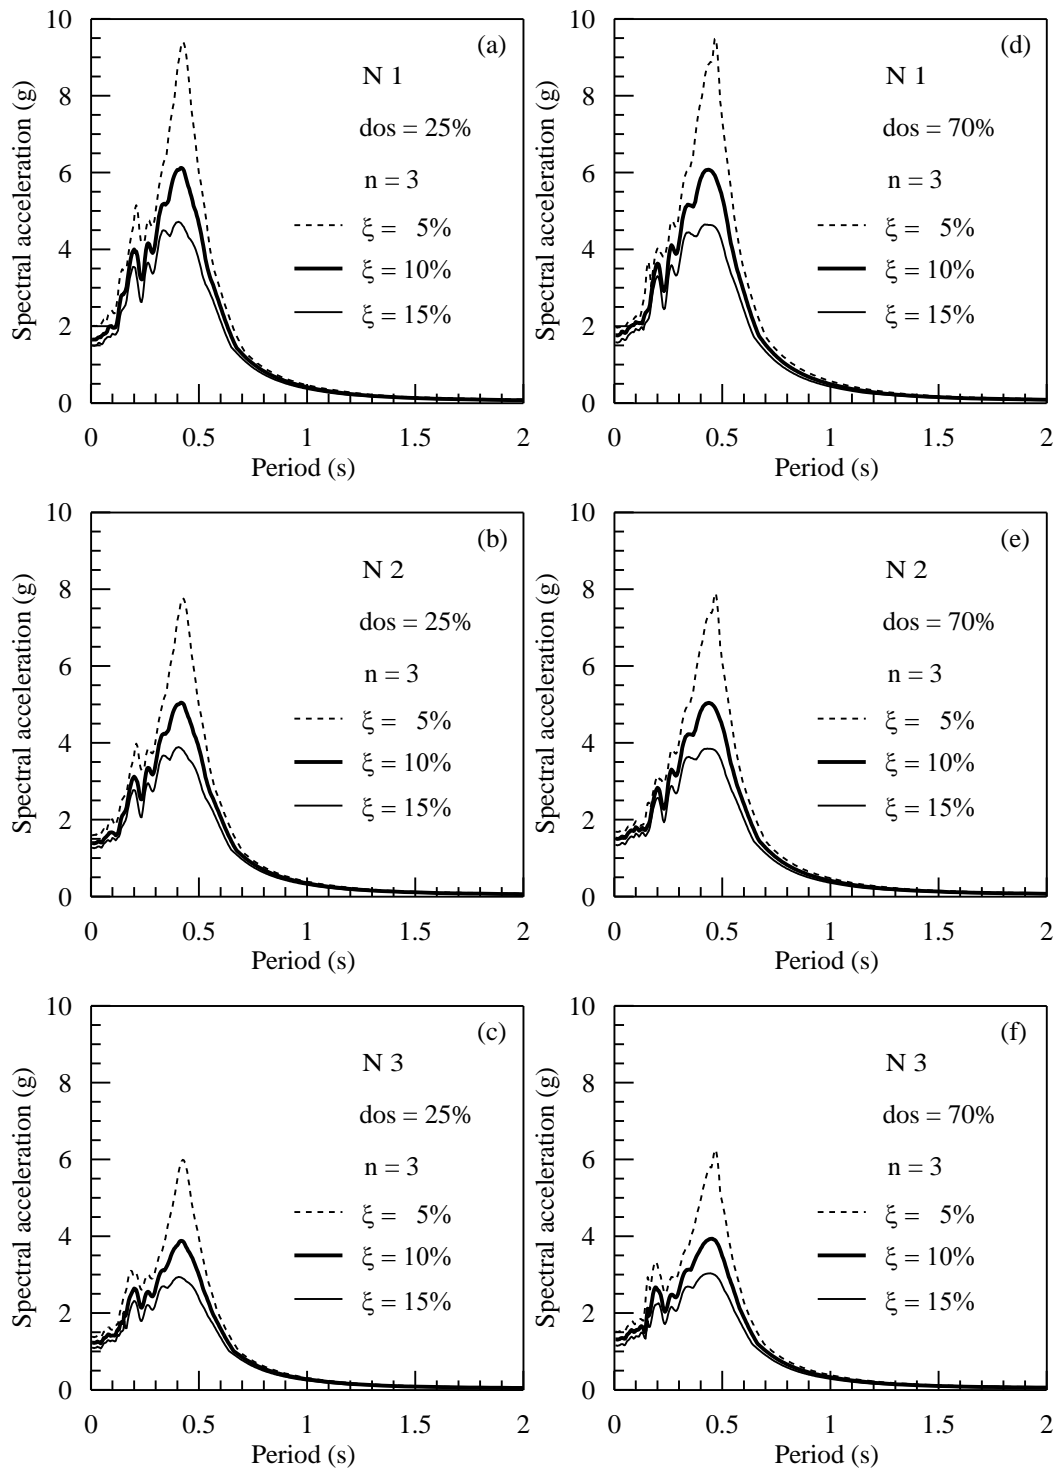 10
(a)
N 1
dos = 25%
n = 3
ξ = 5%
ξ = 10%
ξ = 15%
8
6
4
2
0
Spectral acceleration (g)
0 0.5 1 1.5 2
Period (s)
10
(d)
N 1
dos = 70%
n = 3
ξ = 5%
ξ = 10%
ξ = 15%
8
6
4
2
0
Spectral acceleration (g)
0 0.5 1 1.5 2
Period (s)
10
(b)
N 2
dos = 25%
n = 3
ξ = 5%
ξ = 10%
ξ = 15%
8
6
4
2
0
Spectral acceleration (g)
0 0.5 1 1.5 2
Period (s)
10
(e)
N 2
dos = 70%
n = 3
ξ = 5%
ξ = 10%
ξ = 15%
8
6
4
2
0
Spectral acceleration (g)
0 0.5 1 1.5 2
Period (s)
10
(c)
N 3
dos = 25%
n = 3
ξ = 5%
ξ = 10%
ξ = 15%
8
6
4
2
0
Spectral acceleration (g)
0 0.5 1 1.5 2
Period (s)
10
(f)
N 3
dos = 70%
n = 3
ξ = 5%
ξ = 10%
ξ = 15%
8
6
4
2
0
Spectral acceleration (g)
0 0.5 1 1.5 2
Period (s)